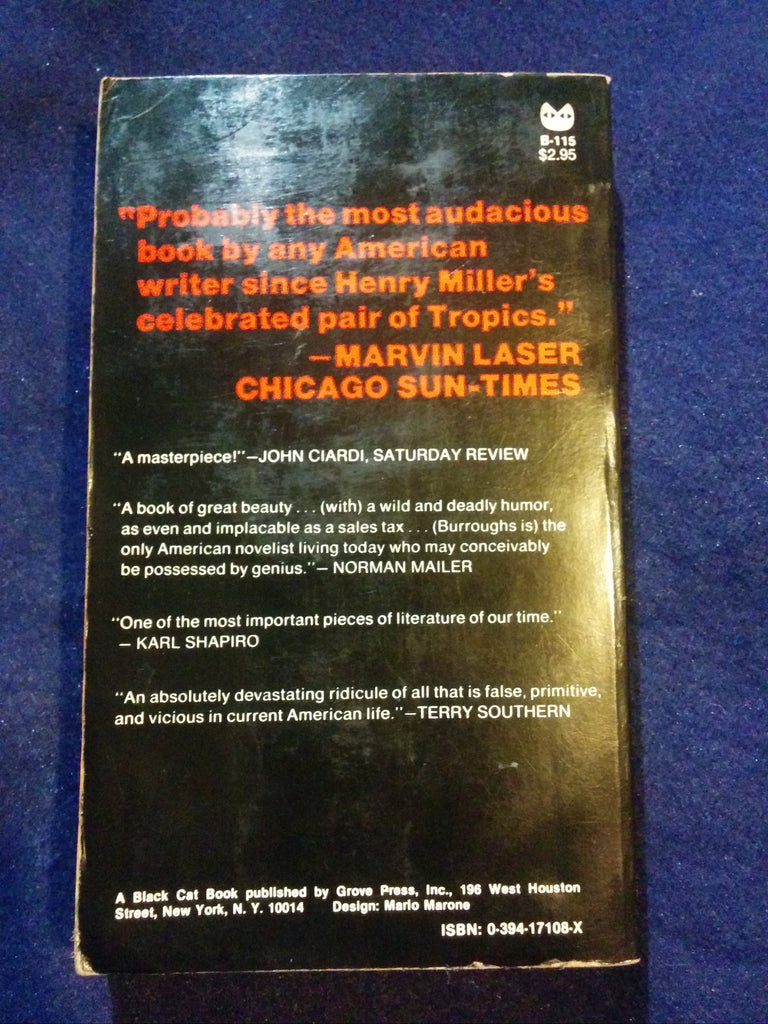 B-115
$2.95
"Probably the most audacious
book by any American
writer since Henry Miller's
celebrated pair of Tropics."
—MARVIN LASER
CHICAGO SUN-TIMES
"A masterpiece!"—JOHN CIARDI, SATURDAY REVIEW
"A book of great beauty . . . (with) a wild and deadly humor,
as even and implacable as a sales tax . . . (Burroughs is) the
only American novelist living today who may conceivably
be possessed by genius."— NORMAN MAILER
"One of the most important pieces of literature of our time."
— KARL SHAPIRO
"An absolutely devastating ridicule of all that is false, primitive,
and vicious in current American life."—TERRY SOUTHERN
A Black Cat Book published by Grove Press, Inc., 196 West Houston
Street, New York, N. Y. 10014 Design: Mario Marone
ISBN: 0-394-17108-X